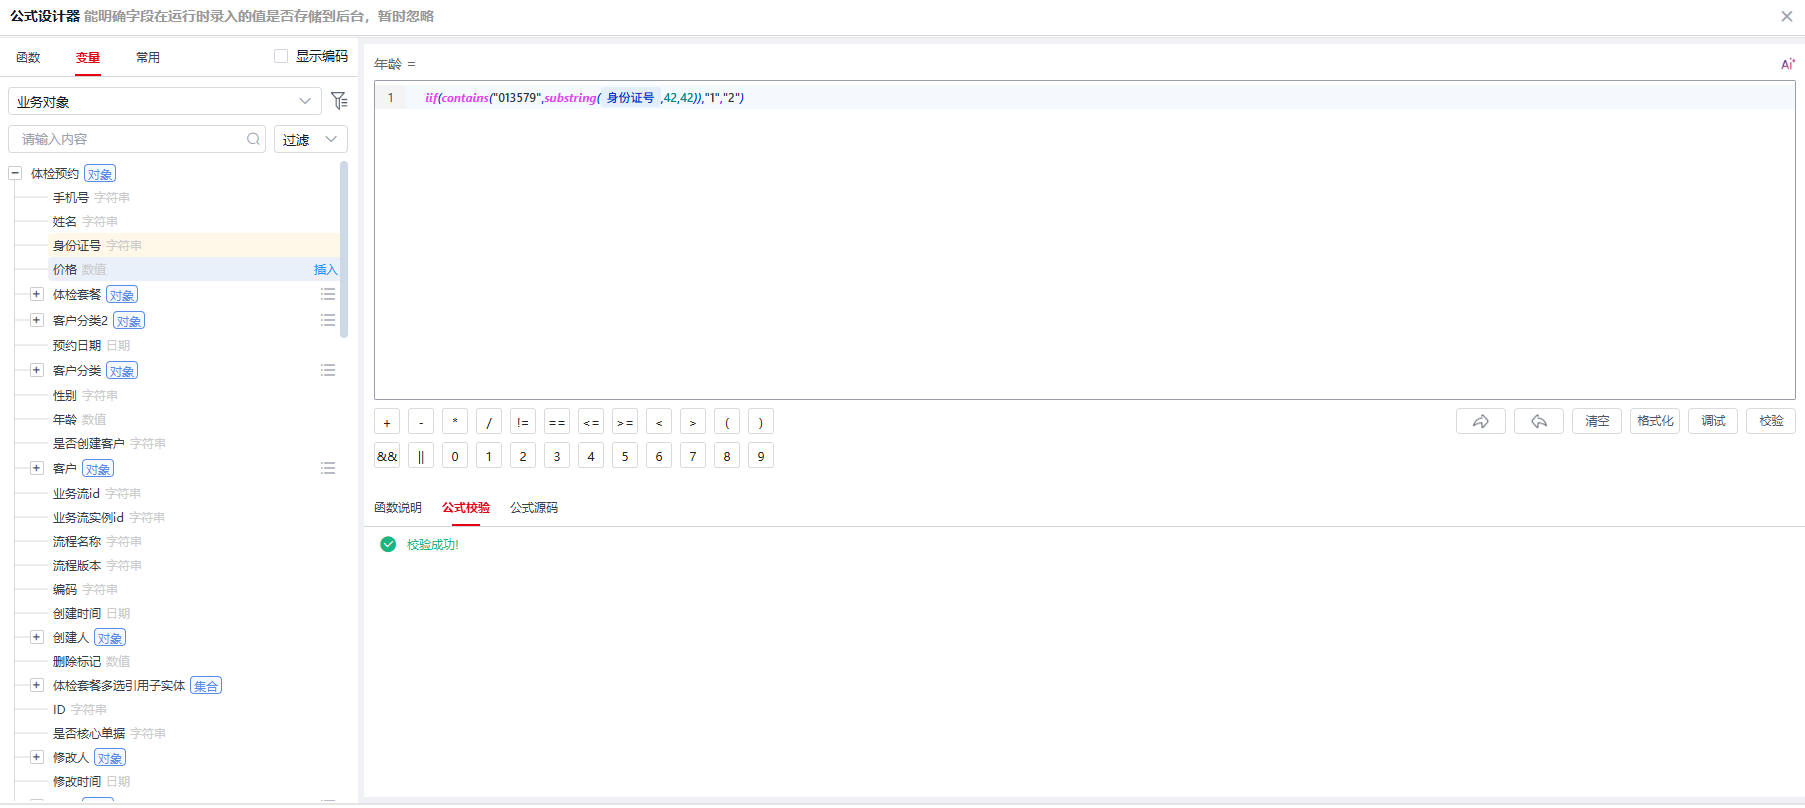 公式设计器 能明确字段在运行时录入的值是否存储到后台，暂时忽略
函数 变量 常用 显示编码
业务对象
请输入内容 过滤
体检预约 对象
手机号 字符串
姓名 字符串
身份证号 字符串
价格 数值 插入
体检套餐 对象
客户分类2 对象
预约日期 日期
客户分类 对象
性别 字符串
年龄 数值
是否创建客户 字符串
客户 对象
业务流id 字符串
业务流实例id 字符串
流程名称 字符串
流程版本 字符串
编码 字符串
创建时间 日期
创建人 对象
删除标记 数值
体检套餐多选引用子实体 集合
ID 字符串
是否核心单据 字符串
修改人 对象
修改时间 日期
年龄 =
Ai
1 iif(contains("013579",substring( 身份证号 ,42,42)),"1","2")
+ - * / != == <= >= < > ( )
清空 格式化 调试 校验
&& || 0 1 2 3 4 5 6 7 8 9
函数说明 公式校验 公式源码
校验成功!